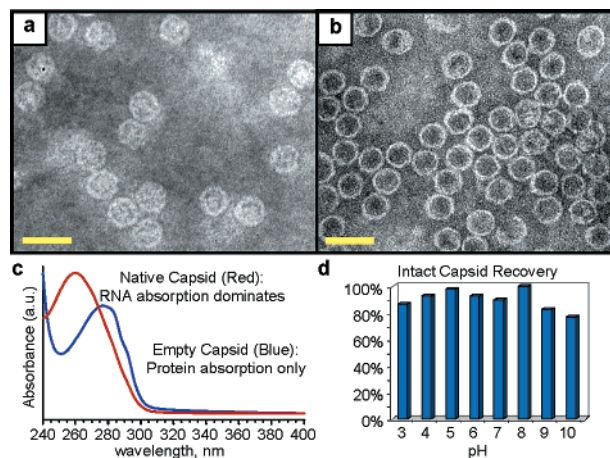 a
b
c
Native Capsid (Red):
RNA absorption dominates
Empty Capsid (Blue):
Protein absorption only
Absorbance (a.u.)
240 260 280 300 320 340 360 380 400
wavelength, nm
d
Intact Capsid Recovery
100%
80%
60%
40%
20%
0%
3 4 5 6 7 8 9 10
pH